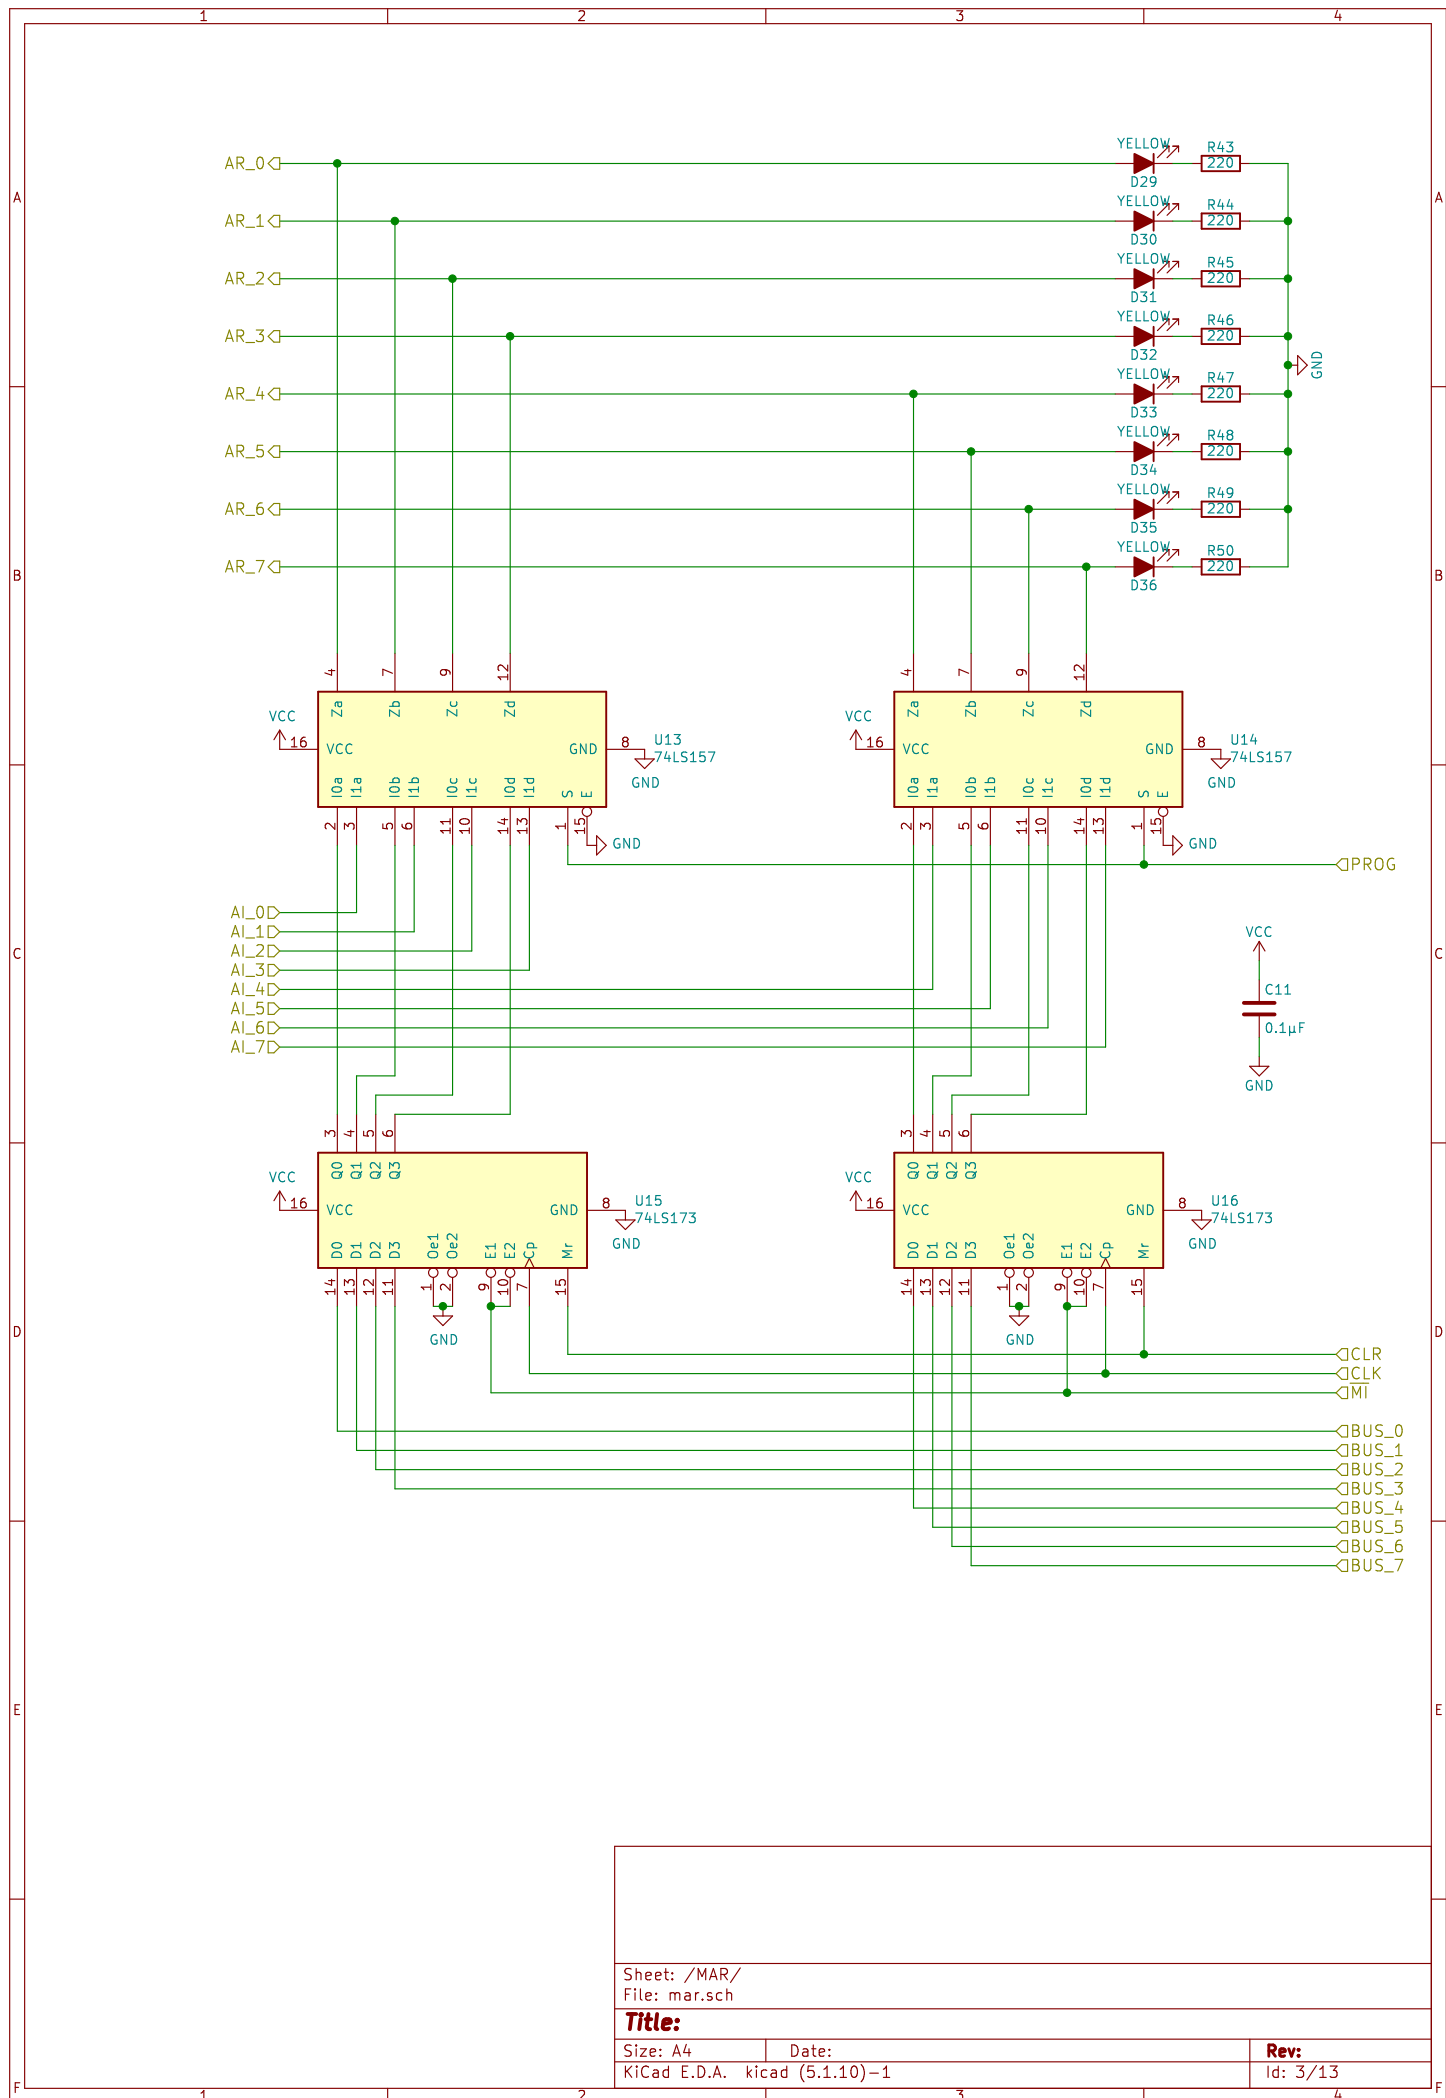 1 2 3 4
YELLOW R43
AR_0 220
D29
A A
YELLOW R44
AR_1 220
D30
YELLOW R45
AR_2 220
D31
YELLOW R46
AR_3 220
D32
GND
YELLOW R47
AR_4 220
D33
YELLOW R48
AR_5 220
D34
YELLOW R49
AR_6 220
D35
YELLOW R50
AR_7 220
B D36 B
4 7 9 12 4 7 9 12
Za Zb Zc Zd Za Zb Zc Zd
VCC U13 VCC U14
16 VCC GND 8 74LS157 16 VCC GND 8 74LS157
GND GND
I0a I1a I0b I1b I0c I1c I0d I1d S E I0a I1a I0b I1b I0c I1c I0d I1d S E
2 3 5 6 11 10 14 13 1 15 2 3 5 6 11 10 14 13 1 15
GND GND
PROG
AI_0
AI_1 VCC
AI_2
C C
AI_3
AI_4 C11
AI_5
AI_6 0.1µF
AI_7
GND
3 4 5 6 3 4 5 6
Q0 Q1 Q2 Q3 Q0 Q1 Q2 Q3
VCC U15 VCC U16
16 VCC GND 8 74LS173 16 VCC GND 8 74LS173
GND GND
D0 D1 D2 D3 Oe1 Oe2 E1 E2 Cp Mr D0 D1 D2 D3 Oe1 Oe2 E1 E2 Cp Mr
14 13 12 11 1 2 9 10 7 15 14 13 12 11 1 2 9 10 7 15
D GND GND D
CLR
CLK
MI
BUS_0
BUS_1
BUS_2
BUS_3
BUS_4
BUS_5
BUS_6
BUS_7
E E
Sheet: /MAR/
File: mar.sch
Title:
Size: A4 Date: Rev:
KiCad E.D.A. kicad (5.1.10)-1 Id: 3/13
F F
1 2 3 4